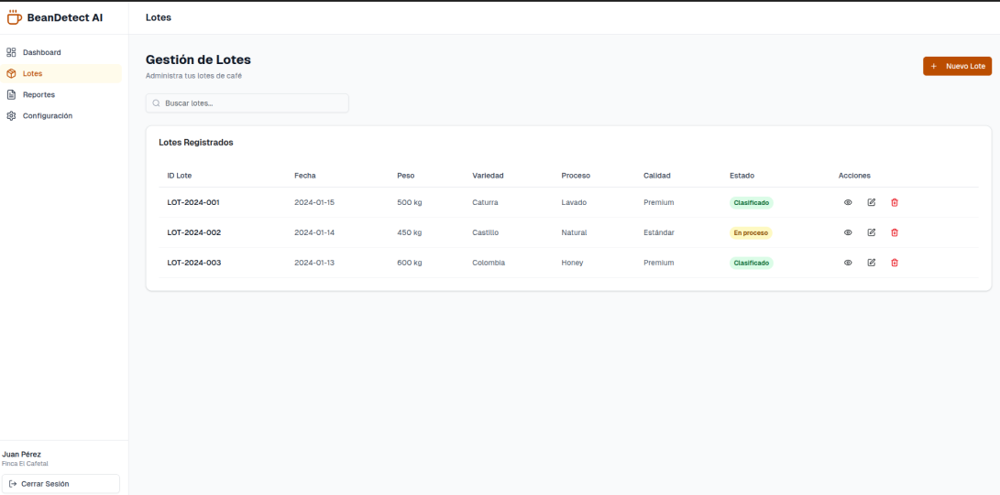 BeanDetect AI
Lotes
Dashboard
Lotes
Reportes
Configuración
Gestión de Lotes
Administra tus lotes de café
+ Nuevo Lote
Buscar lotes...
Lotes Registrados
ID Lote Fecha Peso Variedad Proceso Calidad Estado Acciones
LOT-2024-001 2024-01-15 500 kg Caturra Lavado Premium Clasificado
LOT-2024-002 2024-01-14 450 kg Castillo Natural Estándar En proceso
LOT-2024-003 2024-01-13 600 kg Colombia Honey Premium Clasificado
Juan Pérez
Finca El Cafetal
Cerrar Sesión